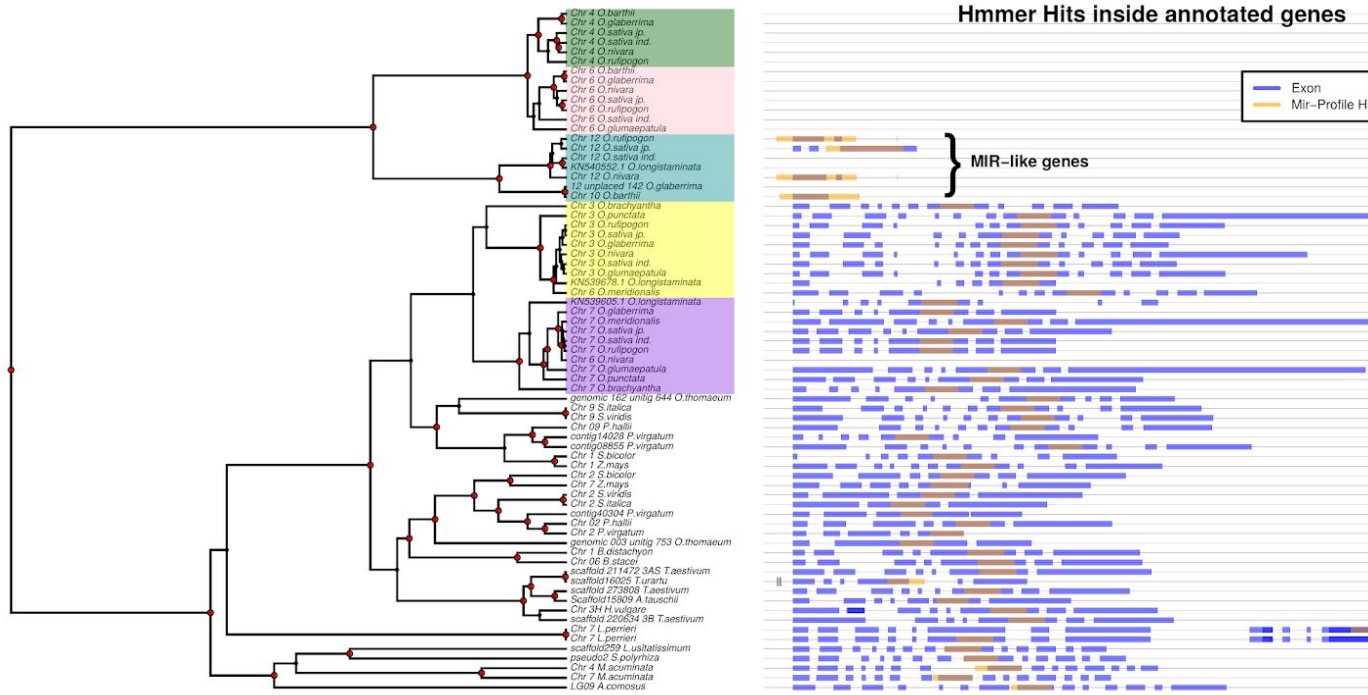 Hmmer Hits inside annotated genes
Exon
Mir-Profile H
MIR-like genes
Chr 4 O.barthii
Chr 4 O.glaberrima
Chr 4 O.sativa jp.
Chr 4 O.sativa ind.
Chr 4 O.nivara
Chr 4 O.rufipogon
Chr 6 O.barthii
Chr 6 O.glaberrima
Chr 6 O.nivara
Chr 6 O.sativa jp.
Chr 6 O.rufipogon
Chr 6 O.sativa ind.
Chr 6 O.glumaepatula
Chr 12 O.rufipogon
Chr 12 O.sativa jp.
Chr 12 O.sativa ind.
KN540552.1 O.longistaminata
Chr 12 O.nivara
12 unplaced 142 O.glaberrima
Chr 10 O.barthii
Chr 3 O.brachyantha
Chr 3 O.punctata
Chr 3 O.rufipogon
Chr 3 O.sativa jp.
Chr 3 O.glaberrima
Chr 3 O.nivara
Chr 3 O.sativa ind.
Chr 3 O.glumaepatula
KN539678.1 O.longistaminata
Chr 6 O.meridionalis
KN539605.1 O.longistaminata
Chr 7 O.glaberrima
Chr 7 O.meridionalis
Chr 7 O.sativa jp.
Chr 7 O.sativa ind.
Chr 7 O.rufipogon
Chr 6 O.nivara
Chr 7 O.glumaepatula
Chr 7 O.punctata
Chr 7 O.brachyantha
genomic 162 unitig 644 O.thomaeum
Chr 9 S.italica
Chr 9 S.viridis
Chr 09 P.hallii
contig14028 P.virgatum
contig08855 P.virgatum
Chr 1 S.bicolor
Chr 1 Z.mays
Chr 2 S.bicolor
Chr 7 Z.mays
Chr 2 S.viridis
Chr 2 S.italica
contig40304 P.virgatum
Chr 02 P.hallii
Chr 2 P.virgatum
genomic 003 unitig 753 O.thomaeum
Chr 1 B.distachyon
Chr 06 B.stacei
scaffold 211472 3AS T.aestivum
scaffold16025 T.urartu
scaffold 273808 T.aestivum
Scaffold15809 A.tauschii
Chr 3H H.vulgare
scaffold 220634 3B T.aestivum
Chr 7 L.perrieri
Chr 7 L.perrieri
scaffold259 L.usitatissimum
pseudo2 S.polyrhiza
Chr 4 M.acuminata
Chr 7 M.acuminata
LG09 A.comosus